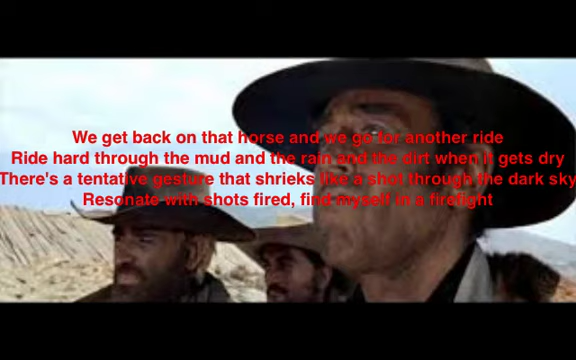 We get back on that horse and we go for another ride
Ride hard through the mud and the rain and the dirt when it gets dry
There's a tentative gesture that shrieks like a shot through the dark sky
Resonate with shots fired, find myself in a firefight